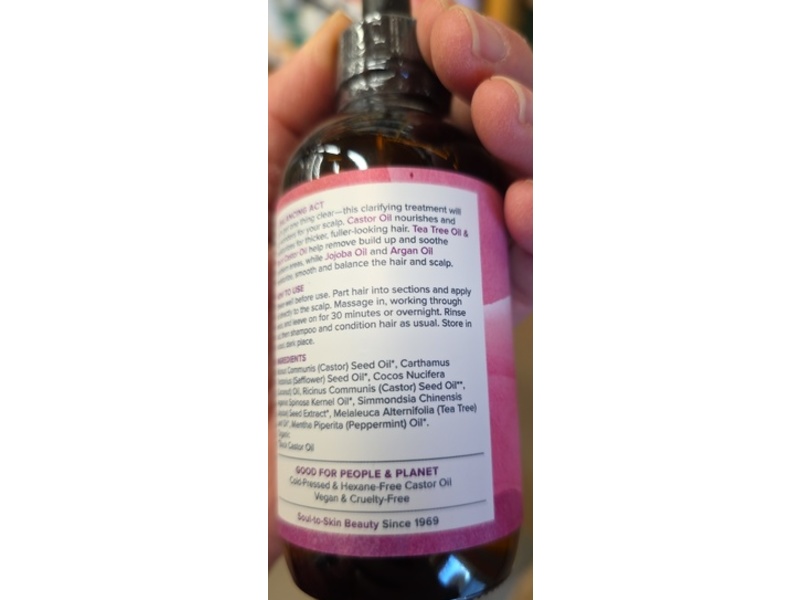 ANCING ACT
one thing clear—this clarifying treatment will
for your scalp. Castor Oil nourishes and
for thicker, fuller-looking hair. Tea Tree Oil &
Castor Oil help remove build up and soothe
areas, while Jojoba Oil and Argan Oil
smooth and balance the hair and scalp.
TO USE
well before use. Part hair into sections and apply
directly to the scalp. Massage in, working through
and leave on for 30 minutes or overnight. Rinse
then shampoo and condition hair as usual. Store in
dark place.
INGREDIENTS
Communis (Castor) Seed Oil*, Carthamus
(Safflower) Seed Oil*, Cocos Nucifera
(Coconut) Oil, Ricinus Communis (Castor) Seed Oil**,
Spinosa Kernel Oil*, Simmondsia Chinensis
Seed Extract*, Melaleuca Alternifolia (Tea Tree)
Mentha Piperita (Peppermint) Oil*.
Castor Oil
GOOD FOR PEOPLE & PLANET
Cold-Pressed & Hexane-Free Castor Oil
Vegan & Cruelty-Free
Soul-to-Skin Beauty Since 1969